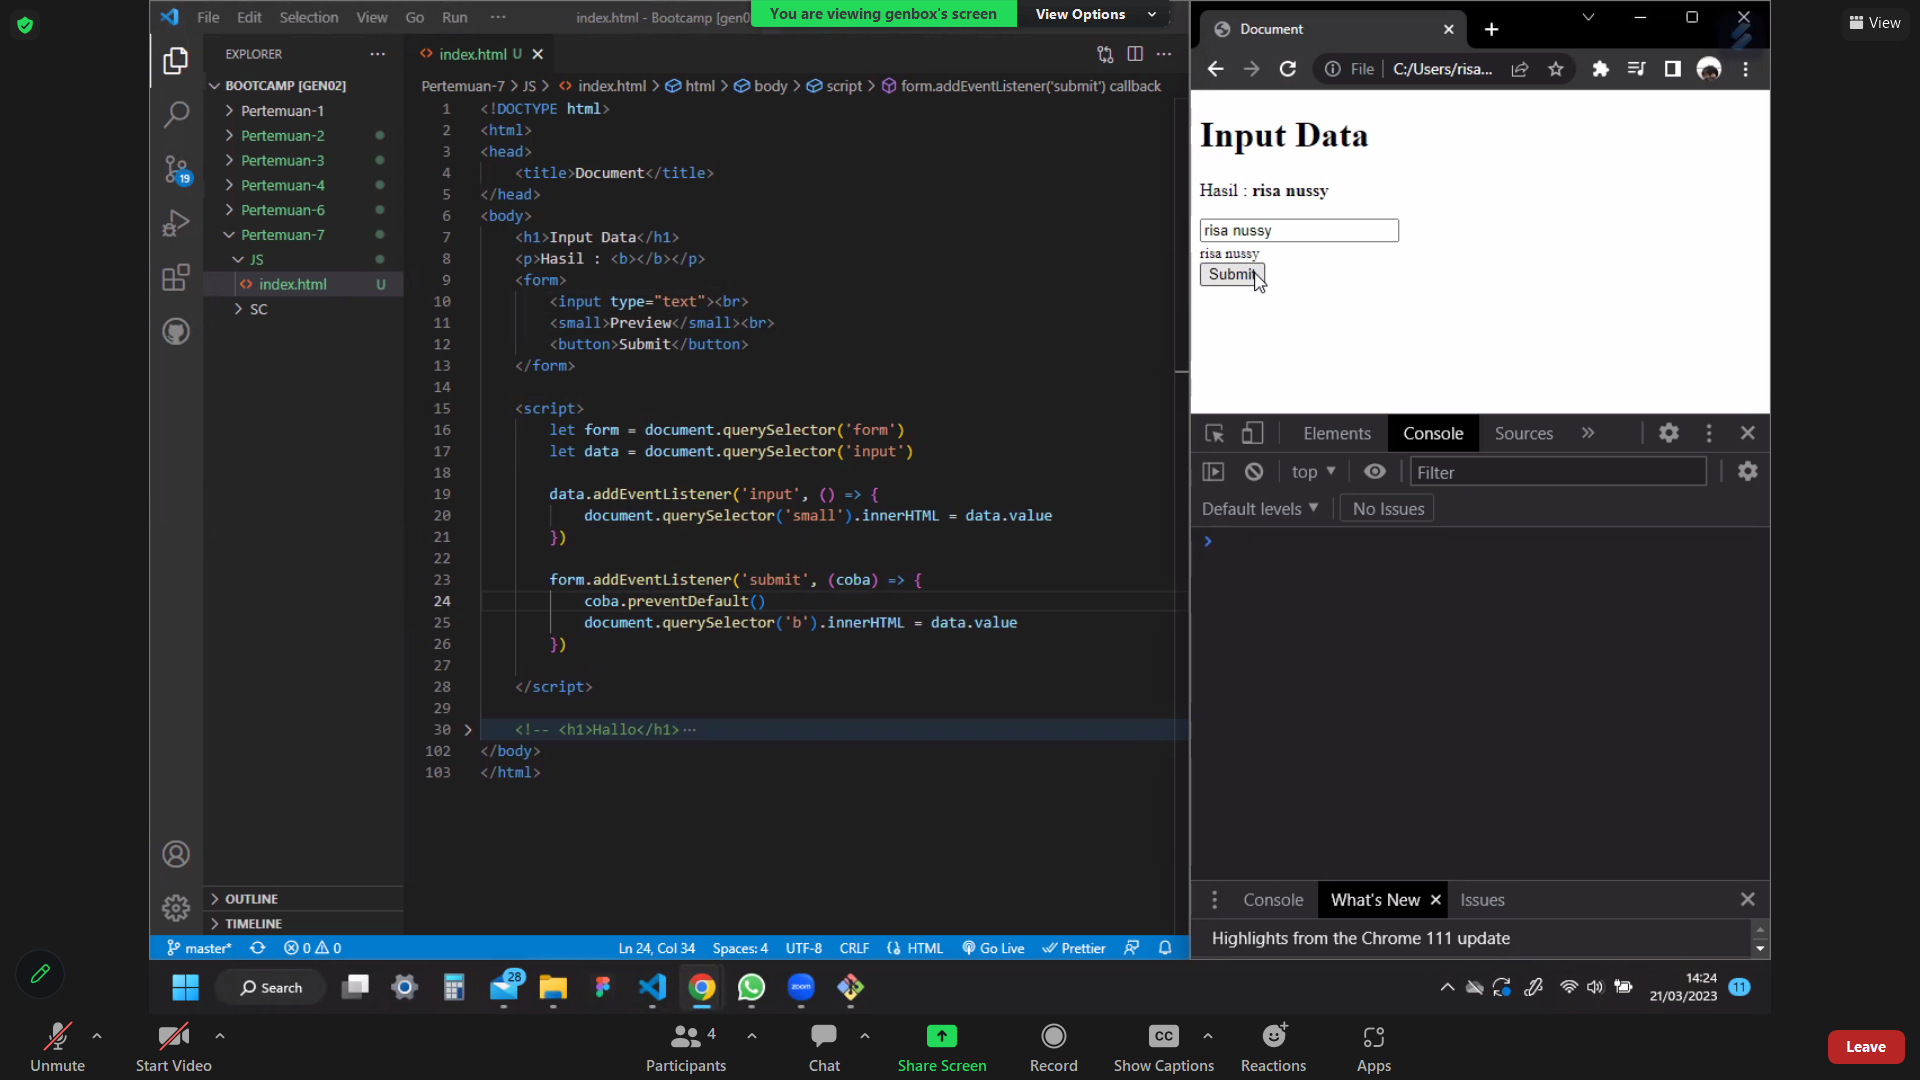 File Edit Selection View Go Run ··· index.html - Bootcamp [gen0
You are viewing genbox's screen View Options
View
EXPLORER ···
BOOTCAMP [GEN02]
Pertemuan-1
Pertemuan-2
Pertemuan-3
Pertemuan-4
Pertemuan-6
Pertemuan-7
JS
index.html U
SC
OUTLINE
TIMELINE
19
index.html U
Pertemuan-7 > JS > index.html > html > body > script > form.addEventListener('submit') callback
1 <!DOCTYPE html>
2 <html>
3 <head>
4 <title>Document</title>
5 </head>
6 <body>
7 <h1>Input Data</h1>
8 <p>Hasil : <b></b></p>
9 <form>
10 <input type="text"><br>
11 <small>Preview</small><br>
12 <button>Submit</button>
13 </form>
14
15 <script>
16 let form = document.querySelector('form')
17 let data = document.querySelector('input')
18
19 data.addEventListener('input', () => {
20 document.querySelector('small').innerHTML = data.value
21 })
22
23 form.addEventListener('submit', (coba) => {
24 coba.preventDefault()
25 document.querySelector('b').innerHTML = data.value
26 })
27
28 </script>
29
30 <!-- <h1>Hallo</h1> ···
102 </body>
103 </html>
master* 0 0 Ln 24, Col 34 Spaces: 4 UTF-8 CRLF HTML Go Live Prettier
Document
File C:/Users/risa...
Input Data
Hasil : risa nussy
risa nussy
risa nussy
Submit
Elements Console Sources
top Filter
Default levels No Issues
Console What's New Issues
Highlights from the Chrome 111 update
Search 28 zoom 14:24
21/03/2023 11
Unmute Start Video Participants 4 Chat Share Screen Record CC Show Captions Reactions Apps Leave